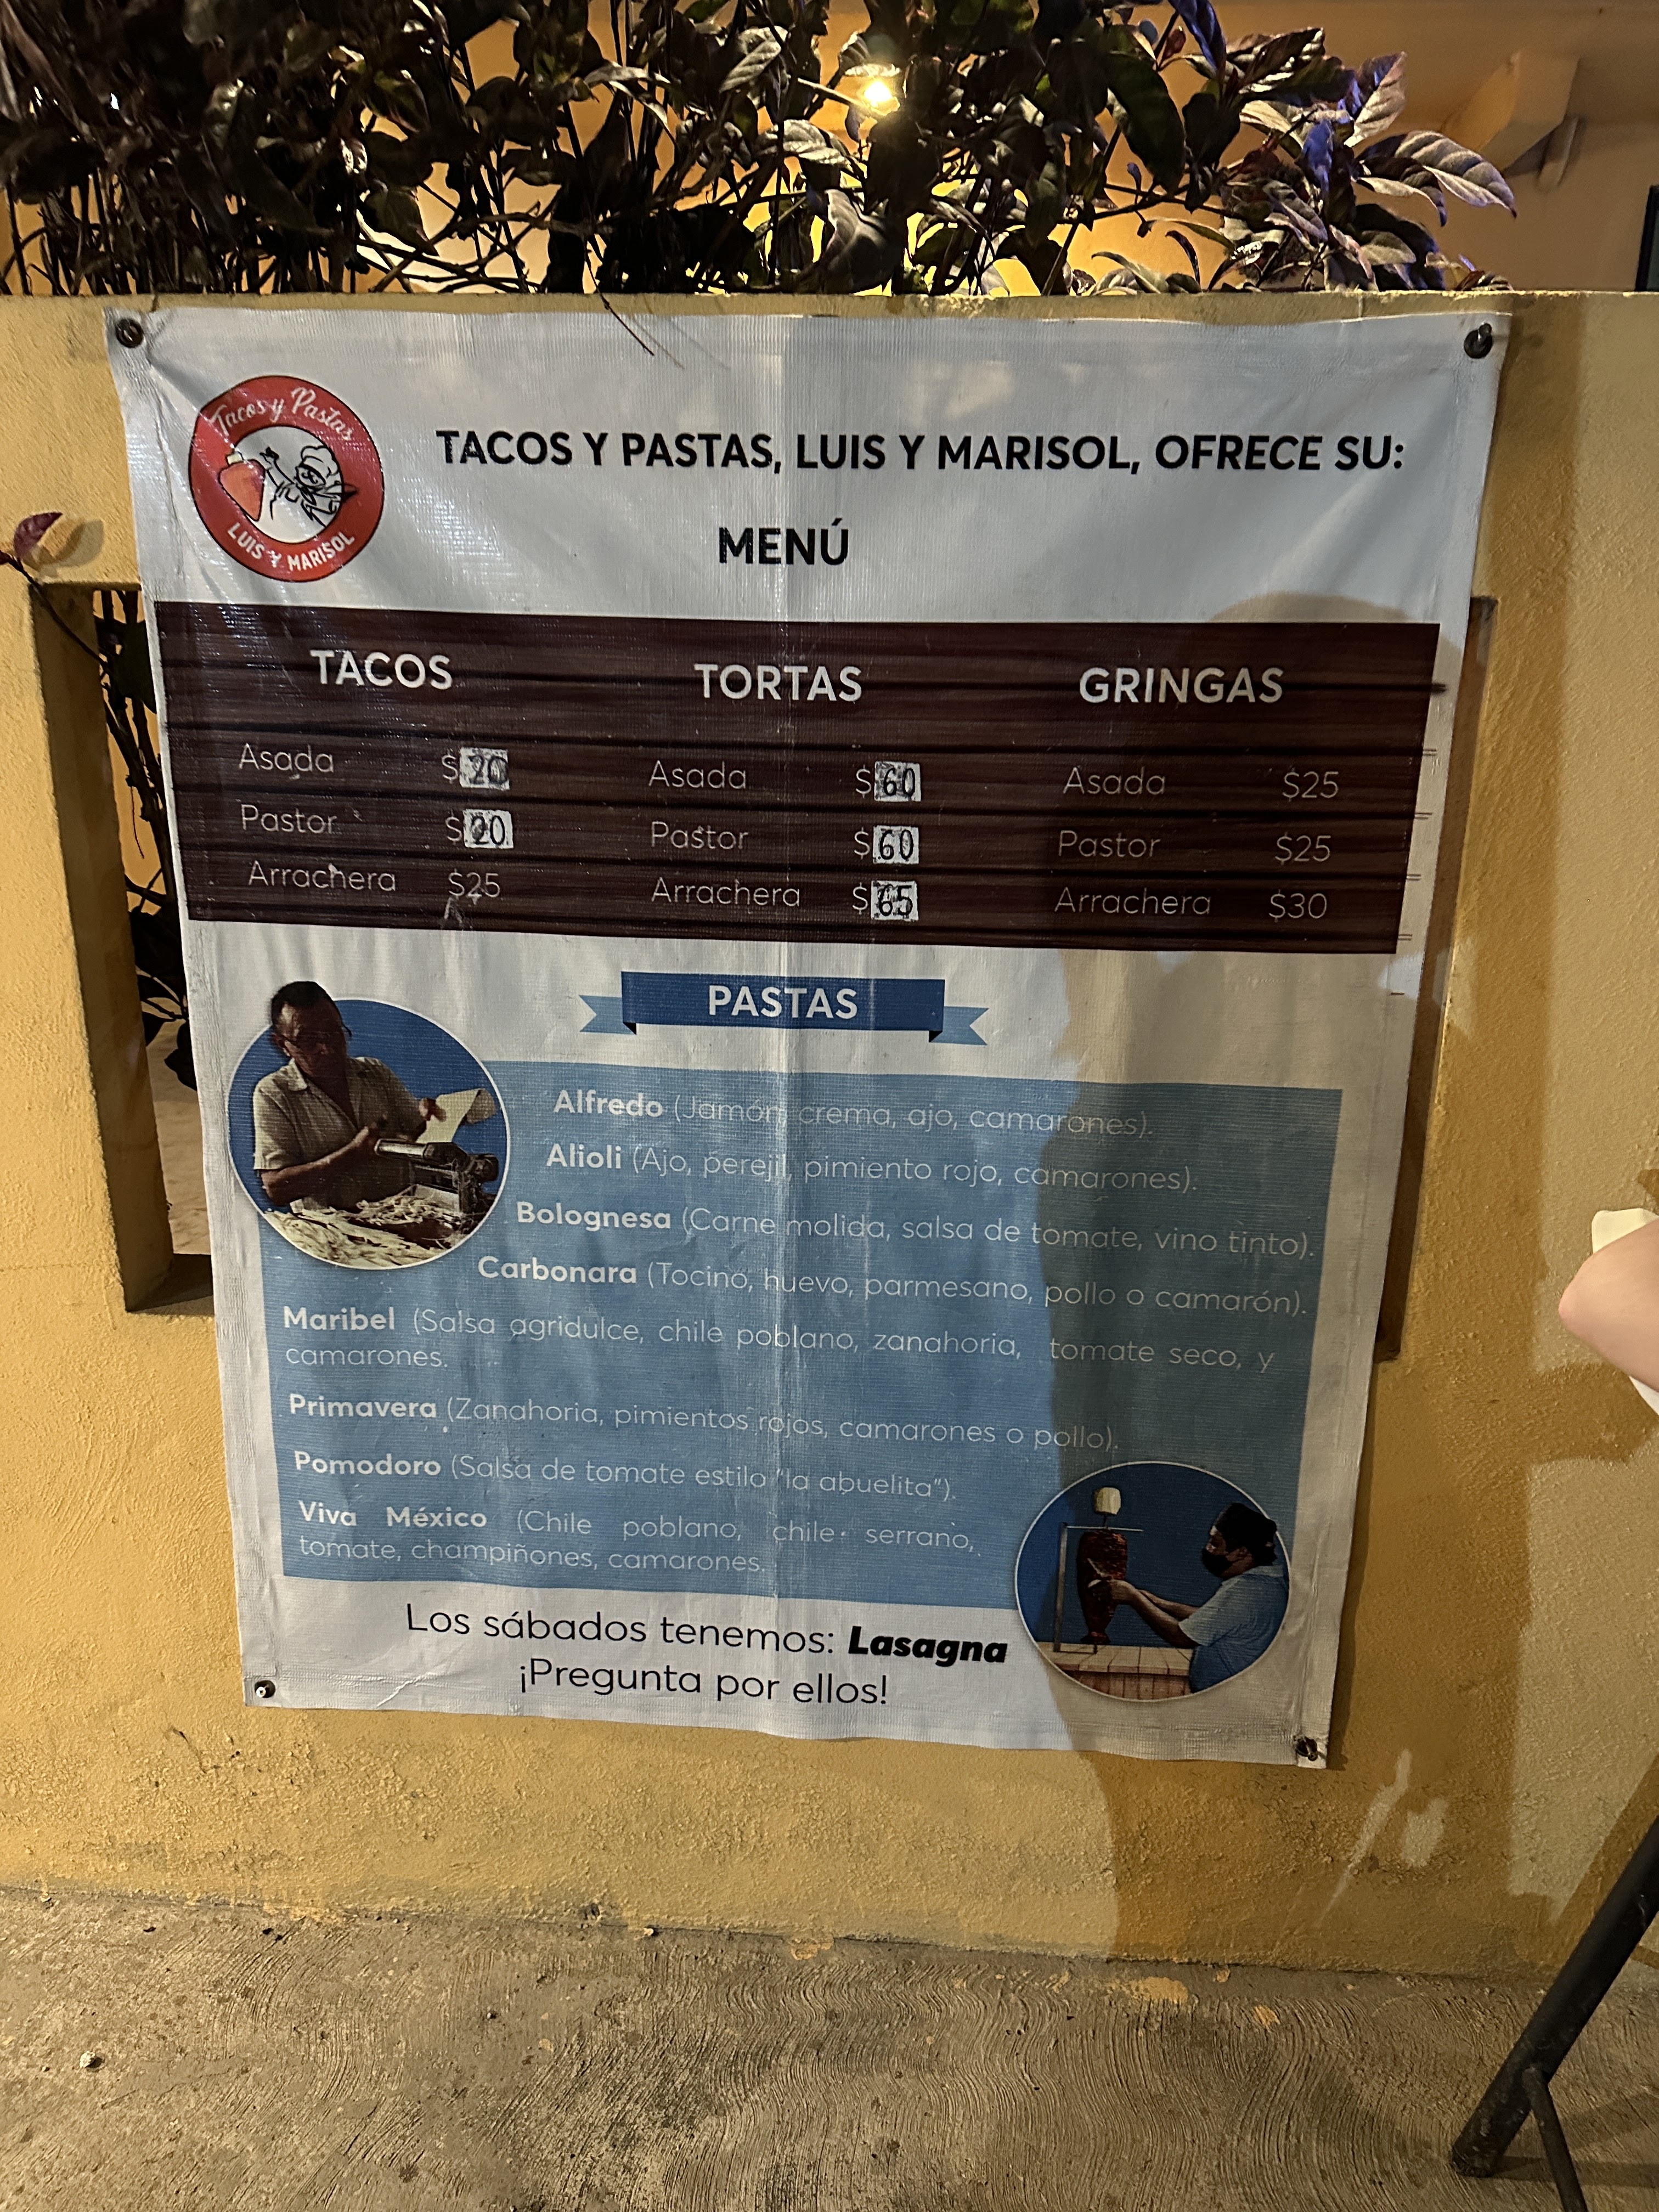 Tacos y Pastas
LUIS Y MARISOL
TACOS Y PASTAS, LUIS Y MARISOL, OFRECE SU:
MENÚ
TACOS
Asada $20
Pastor $20
Arrachera $25
TORTAS
Asada $60
Pastor $60
Arrachera $65
GRINGAS
Asada $25
Pastor $25
Arrachera $30
PASTAS
Alfredo (Jamón, crema, ajo, camarones).
Alioli (Ajo, perejil, pimiento rojo, camarones).
Bolognesa (Carne molida, salsa de tomate, vino tinto).
Carbonara (Tocino, huevo, parmesano, pollo o camarón).
Maribel (Salsa agridulce, chile poblano, zanahoria, tomate seco, y
camarones.
Primavera (Zanahoria, pimientos rojos, camarones o pollo).
Pomodoro (Salsa de tomate estilo "la abuelita").
Viva México (Chile poblano, chile serrano,
tomate, champiñones, camarones.
Los sábados tenemos: Lasagna
¡Pregunta por ellos!